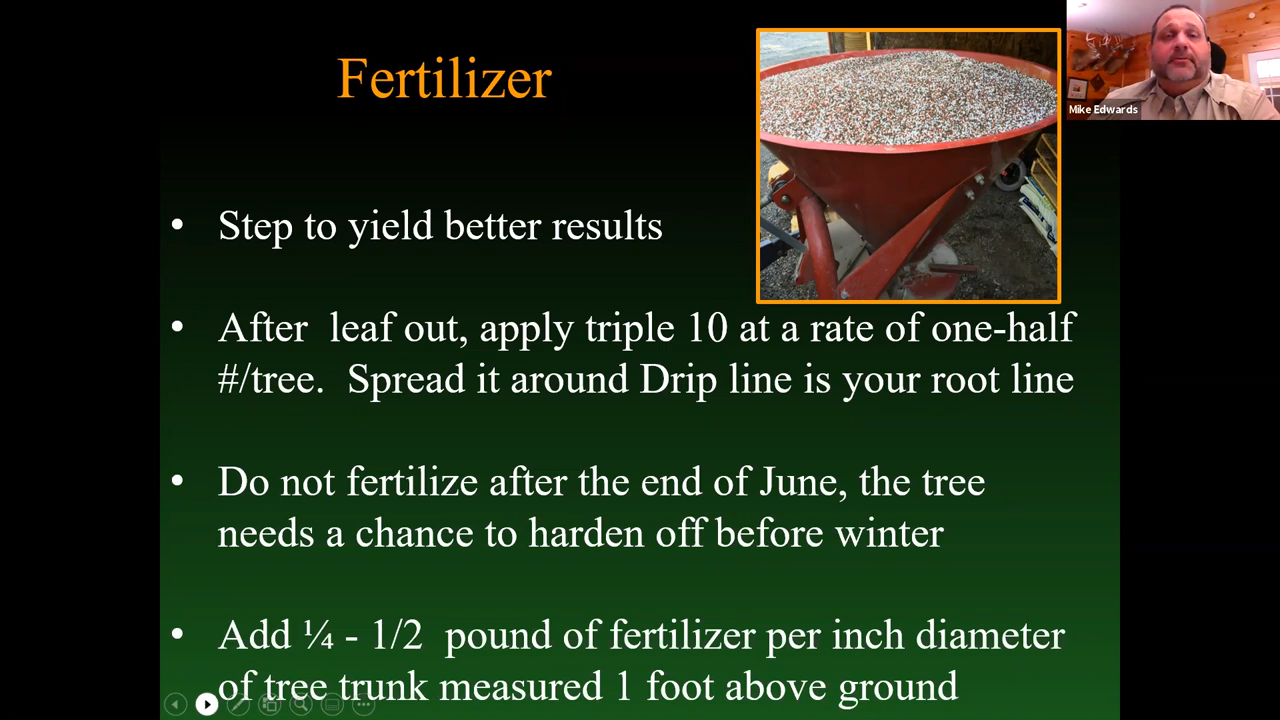 Fertilizer
Mike Edwards
• Step to yield better results
• After leaf out, apply triple 10 at a rate of one-half
#/tree. Spread it around Drip line is your root line
• Do not fertilize after the end of June, the tree
needs a chance to harden off before winter
• Add ¼ - 1/2 pound of fertilizer per inch diameter
of tree trunk measured 1 foot above ground